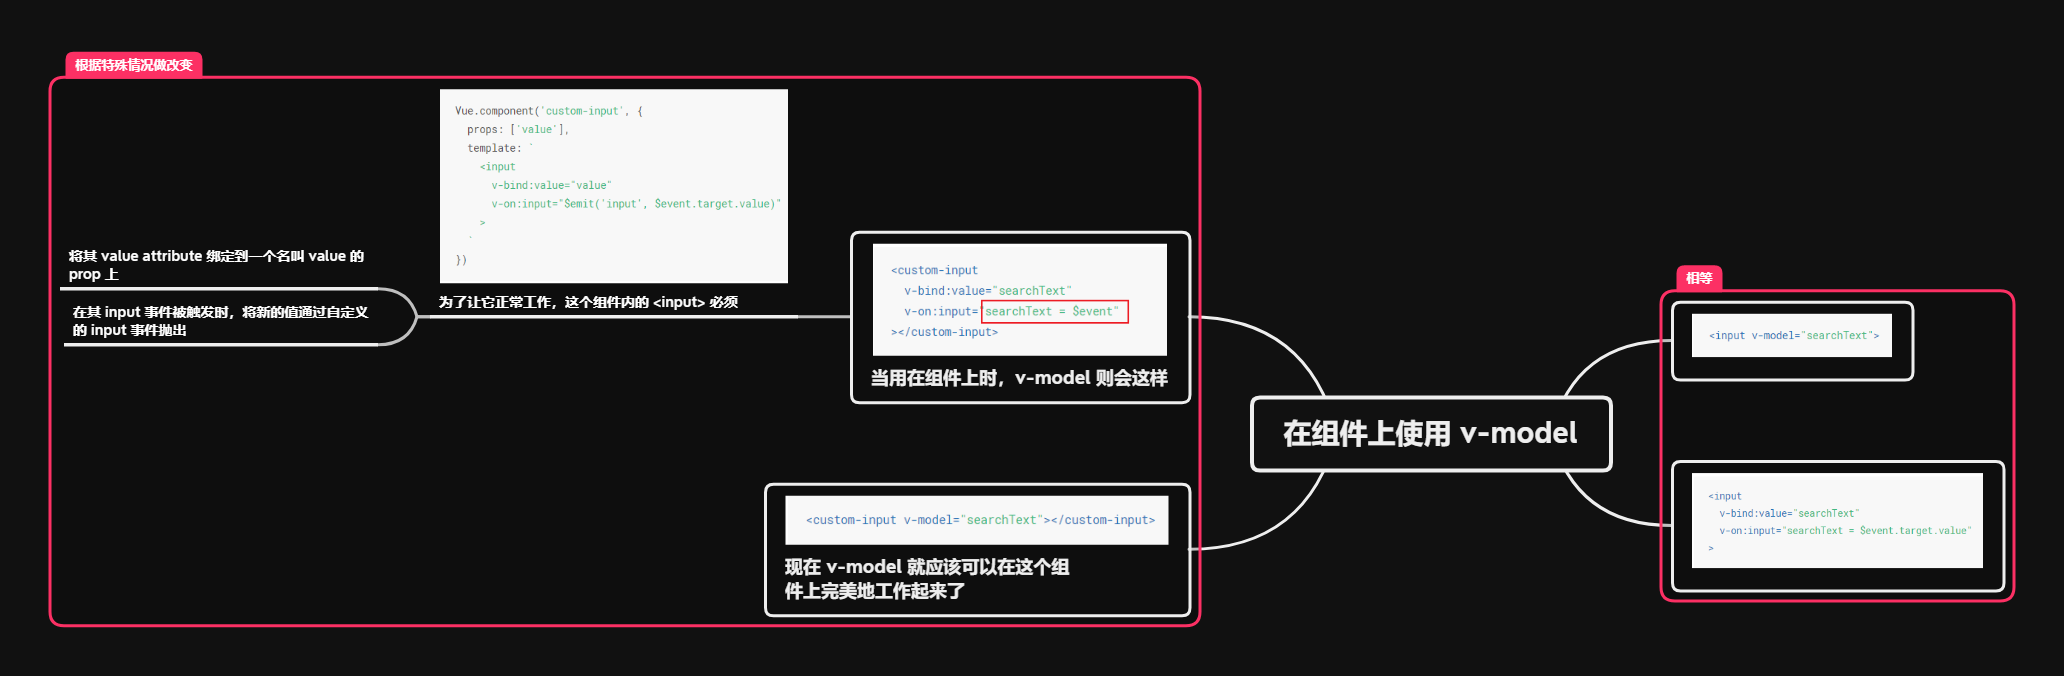 根据特殊情况做改变
Vue.component('custom-input', {
props: ['value'],
template: `
<input
v-bind:value="value"
v-on:input="$emit('input', $event.target.value)"
>
`
})
将其 value attribute 绑定到一个名叫 value 的
prop 上
在其 input 事件被触发时，将新的值通过自定义
的 input 事件抛出
为了让它正常工作，这个组件内的 <input> 必须
<custom-input
v-bind:value="searchText"
v-on:input="searchText = $event"
></custom-input>
当用在组件上时，v-model 则会这样
<custom-input v-model="searchText"></custom-input>
现在 v-model 就应该可以在这个组
件上完美地工作起来了
在组件上使用 v-model
相等
<input v-model="searchText">
<input
v-bind:value="searchText"
v-on:input="searchText = $event.target.value"
>